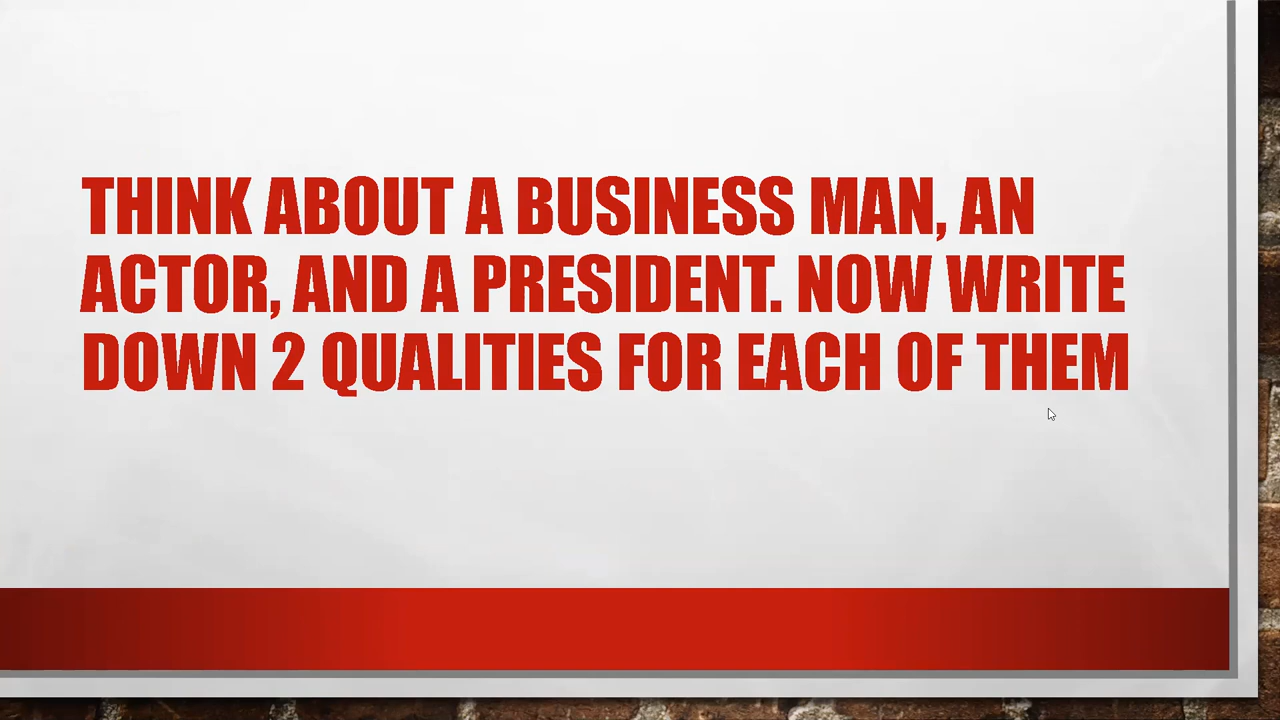 THINK ABOUT A BUSINESS MAN, AN
ACTOR, AND A PRESIDENT. NOW WRITE
DOWN 2 QUALITIES FOR EACH OF THEM